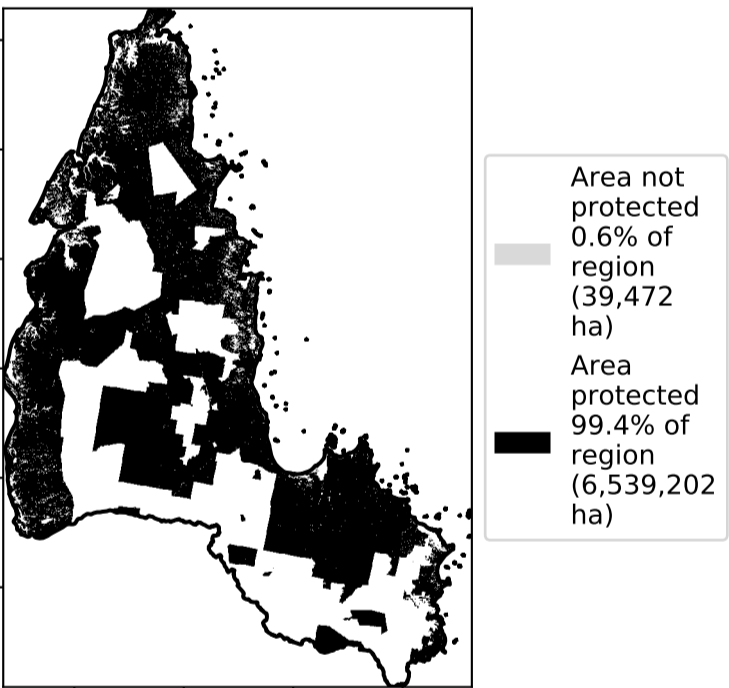 Area not
protected
0.6% of
region
(39,472
ha)
Area
protected
99.4% of
region
(6,539,202
ha)